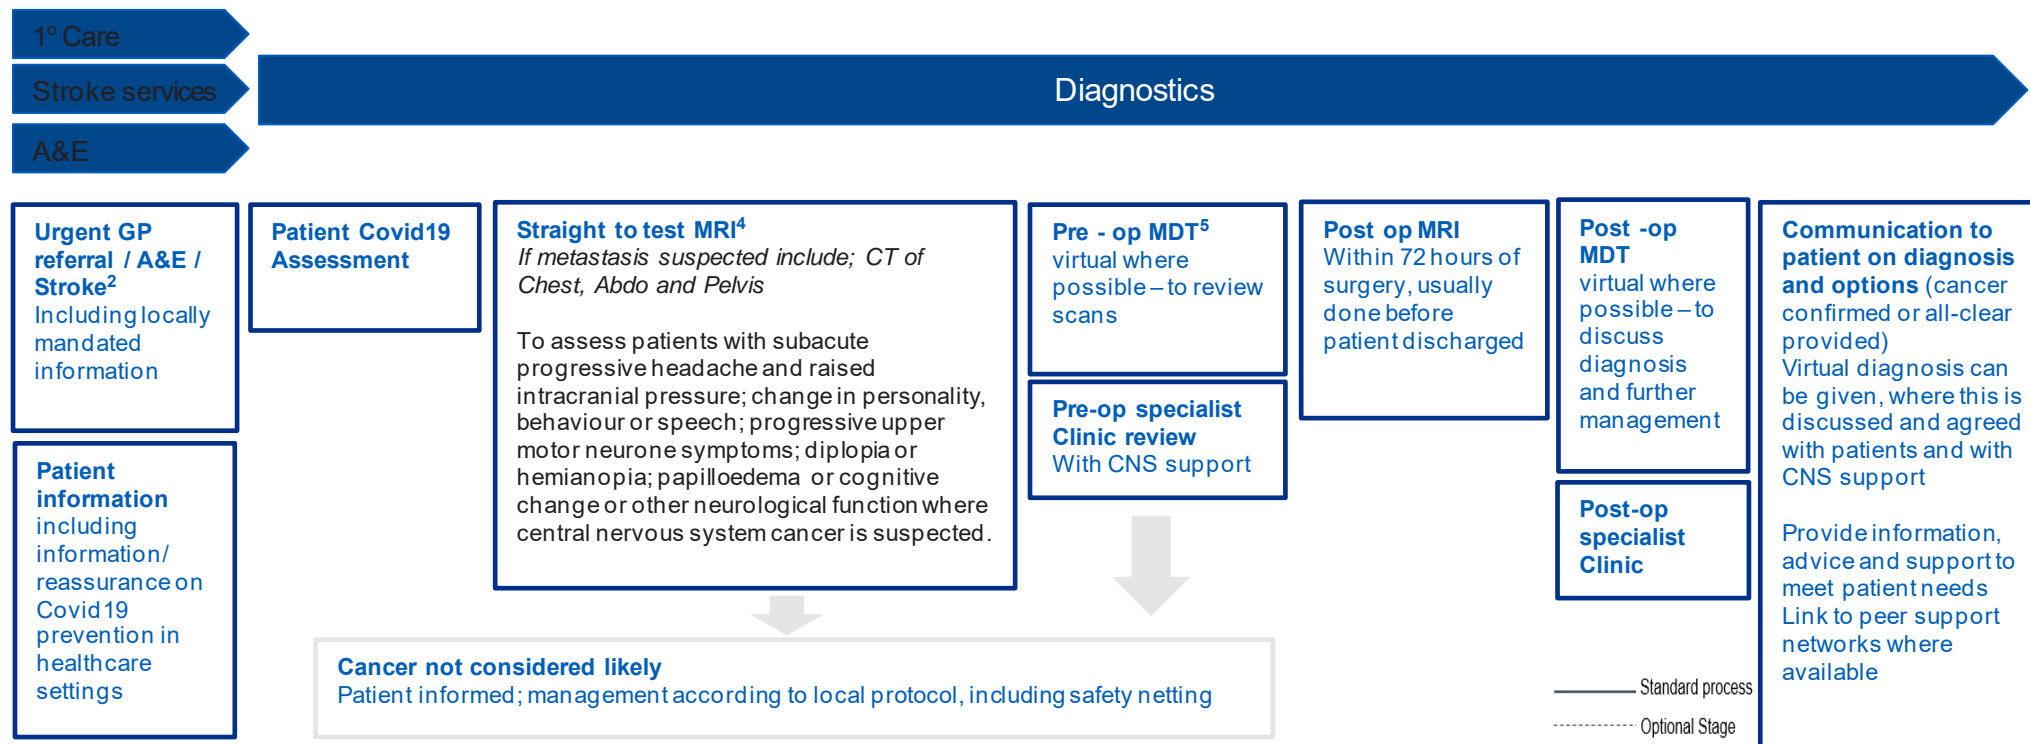 1° Care
Stroke services
A&E
Diagnostics
Urgent GP
referral / A&E /
Stroke2
Including locally
mandated
information
Patient
information
including
information/
reassurance on
Covid19
prevention in
healthcare
settings
Patient Covid19
Assessment
Straight to test MRI4
If metastasis suspected include; CT of
Chest, Abdo and Pelvis
To assess patients with subacute
progressive headache and raised
intracranial pressure; change in personality,
behaviour or speech; progressive upper
motor neurone symptoms; diplopia or
hemianopia; papilloedema or cognitive
change or other neurological function where
central nervous system cancer is suspected.
Pre - op MDT5
virtual where
possible – to review
scans
Pre-op specialist
Clinic review
With CNS support
Post op MRI
Within 72 hours of
surgery, usually
done before
patient discharged
Post -op
MDT
virtual where
possible – to
discuss
diagnosis
and further
management
Post-op
specialist
Clinic
Communication to
patient on diagnosis
and options (cancer
confirmed or all-clear
provided)
Virtual diagnosis can
be given, where this is
discussed and agreed
with patients and with
CNS support
Provide information,
advice and support to
meet patient needs
Link to peer support
networks where
available
Cancer not considered likely
Patient informed; management according to local protocol, including safety netting
Standard process
Optional Stage